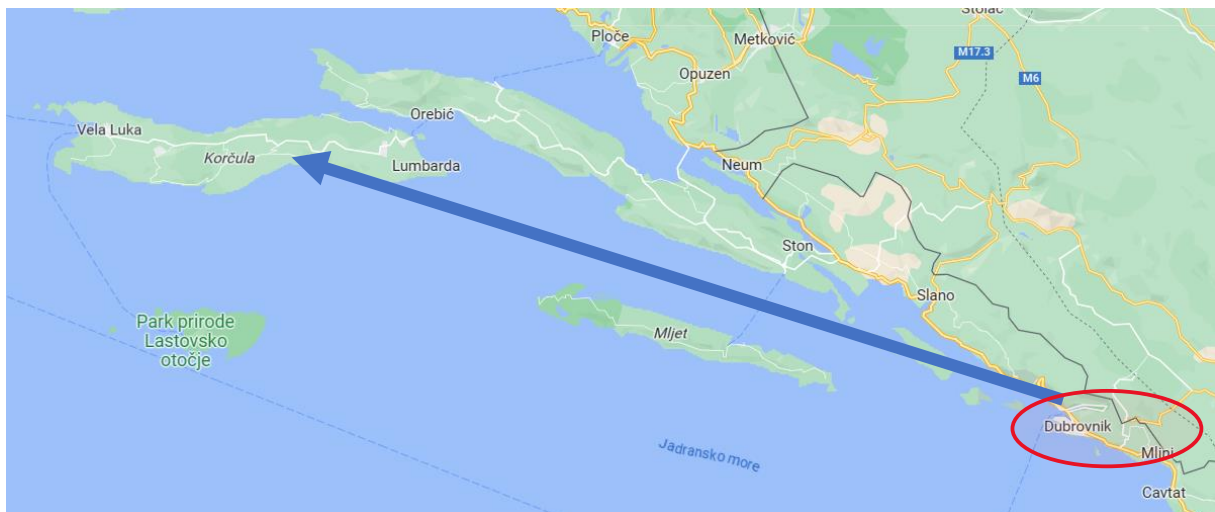 Stolac
Ploče
Metković
M17.3
Opuzen
M6
Orebić
Vela Luka
Korčula
Lumbarda
Neum
Ston
Slano
Park prirode
Lastovsko
otočje
Mljet
Dubrovnik
Jadransko more
Mlini
Cavtat